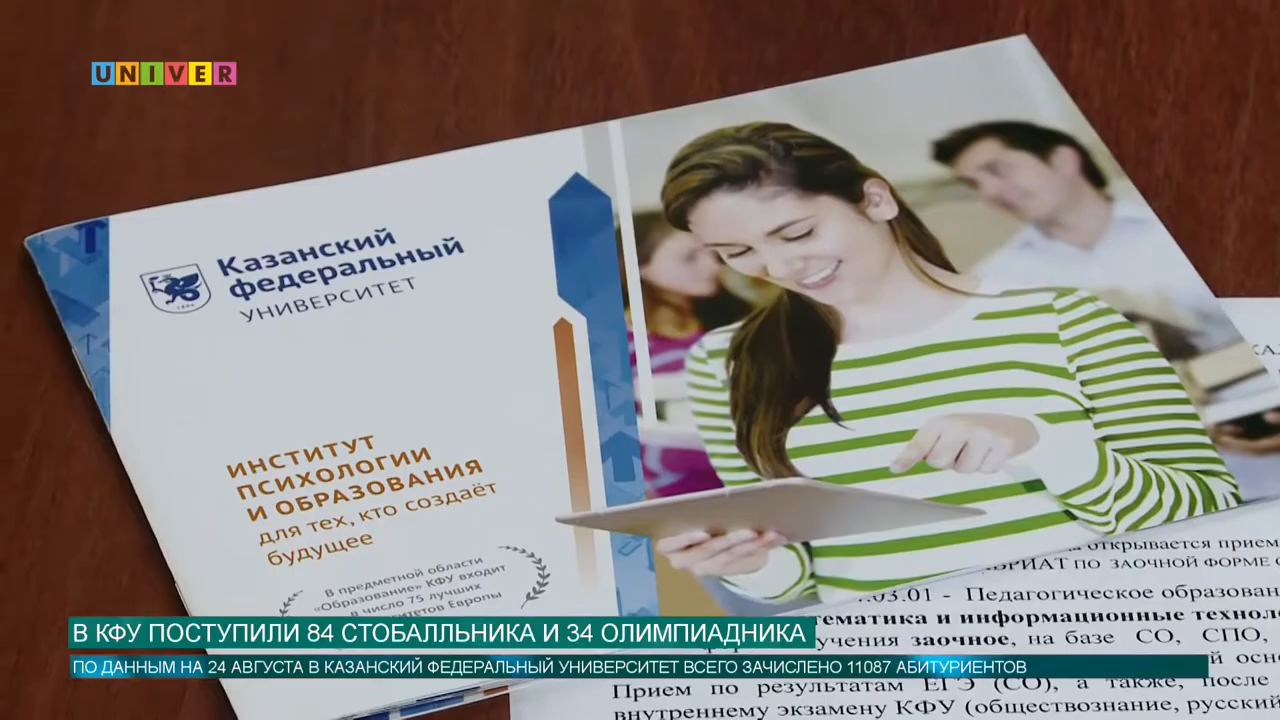 UNIVER
Казанский
федеральный
УНИВЕРСИТЕТ
ИНСТИТУТ
ПСИХОЛОГИИ
И ОБРАЗОВАНИЯ
для тех, кто создаёт
будущее
В предметной области
«Образование» КФУ входит
в число 75 лучших
Европы
открывается прием
ПО ЗАОЧНОЙ ФОРМЕ
.03.01 - Педагогическое
и информационные
заочное, на базе СО, СПО,
Прием по результатам ЕГЭ (СО), а также, после
внутреннему экзамену КФУ (обществознание, русский
В КФУ ПОСТУПИЛИ 84 СТОБАЛЛЬНИКА И 34 ОЛИМПИАДНИКА
ПО ДАННЫМ НА 24 АВГУСТА В КАЗАНСКИЙ ФЕДЕРАЛЬНЫЙ УНИВЕРСИТЕТ ВСЕГО ЗАЧИСЛЕНО 11087 АБИТУРИЕНТОВ